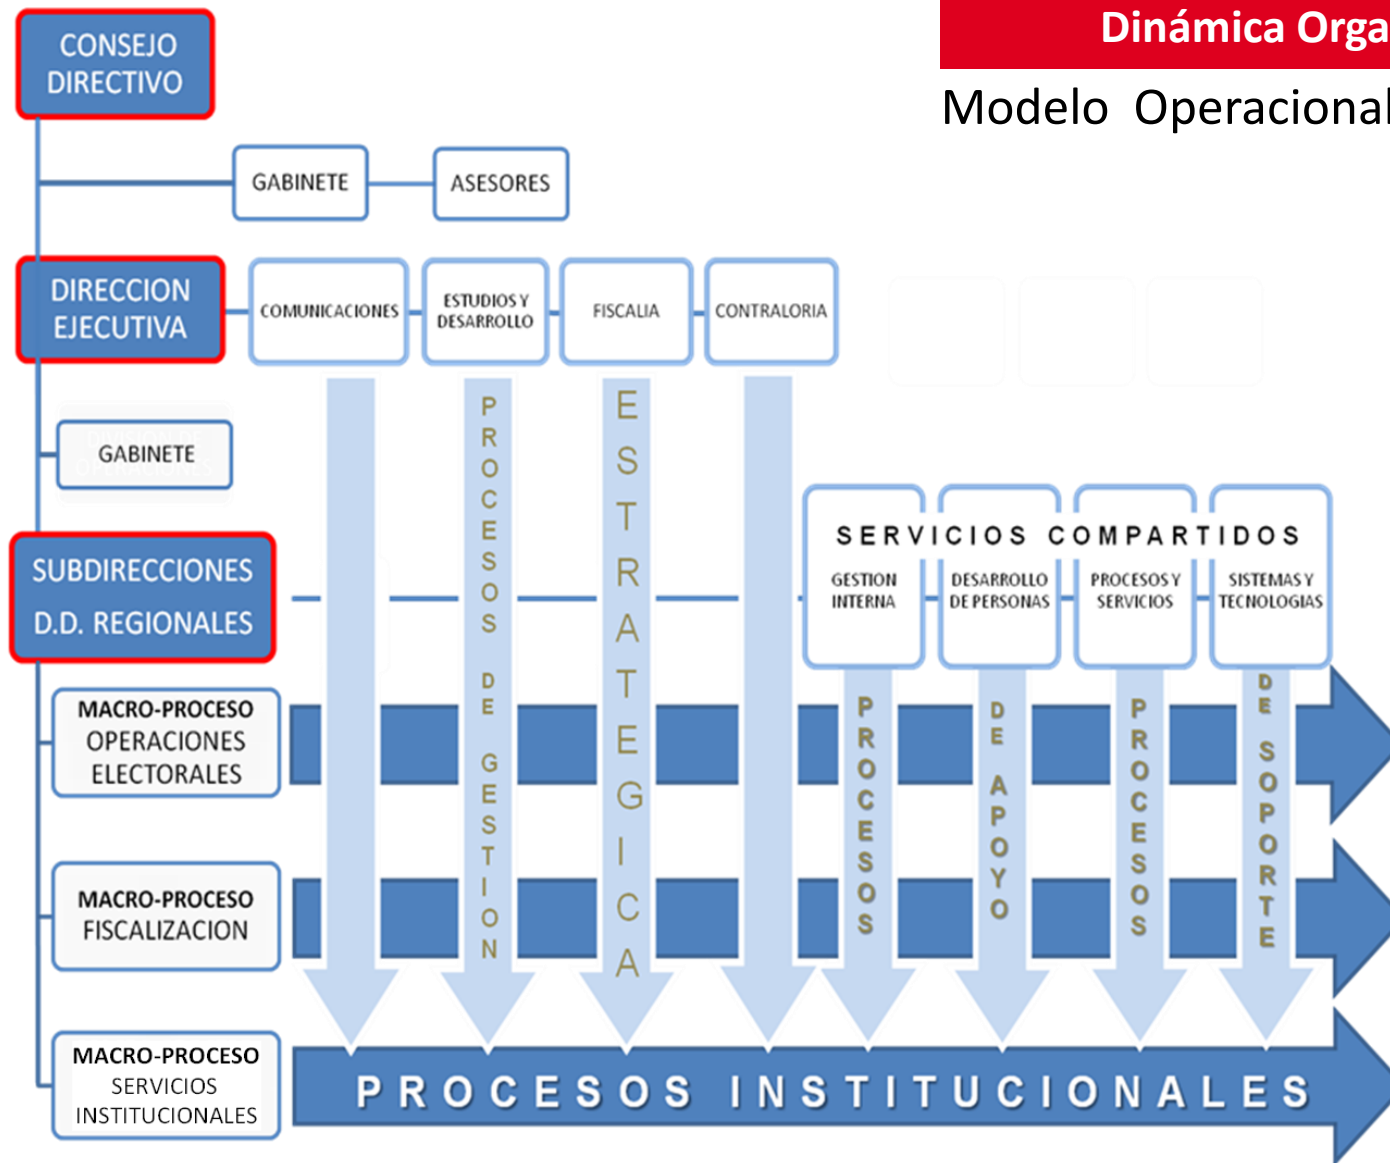 Dinámica Orga
Modelo Operacional
CONSEJO
DIRECTIVO
GABINETE
ASESORES
DIRECCION
EJECUTIVA
COMUNICACIONES
ESTUDIOS Y
DESARROLLO
FISCALIA
CONTRALORIA
GABINETE
PROCESOS DE GESTION
ESTRATEGICA
SUBDIRECCIONES
D.D. REGIONALES
SERVICIOS COMPARTIDOS
GESTION
INTERNA
DESARROLLO
DE PERSONAS
PROCESOS Y
SERVICIOS
SISTEMAS Y
TECNOLOGIAS
PROCESOS
DE APOYO
PROCESOS
DE SOPORTE
MACRO-PROCESO
OPERACIONES
ELECTORALES
MACRO-PROCESO
FISCALIZACION
MACRO-PROCESO
SERVICIOS
INSTITUCIONALES
PROCESOS INSTITUCIONALES